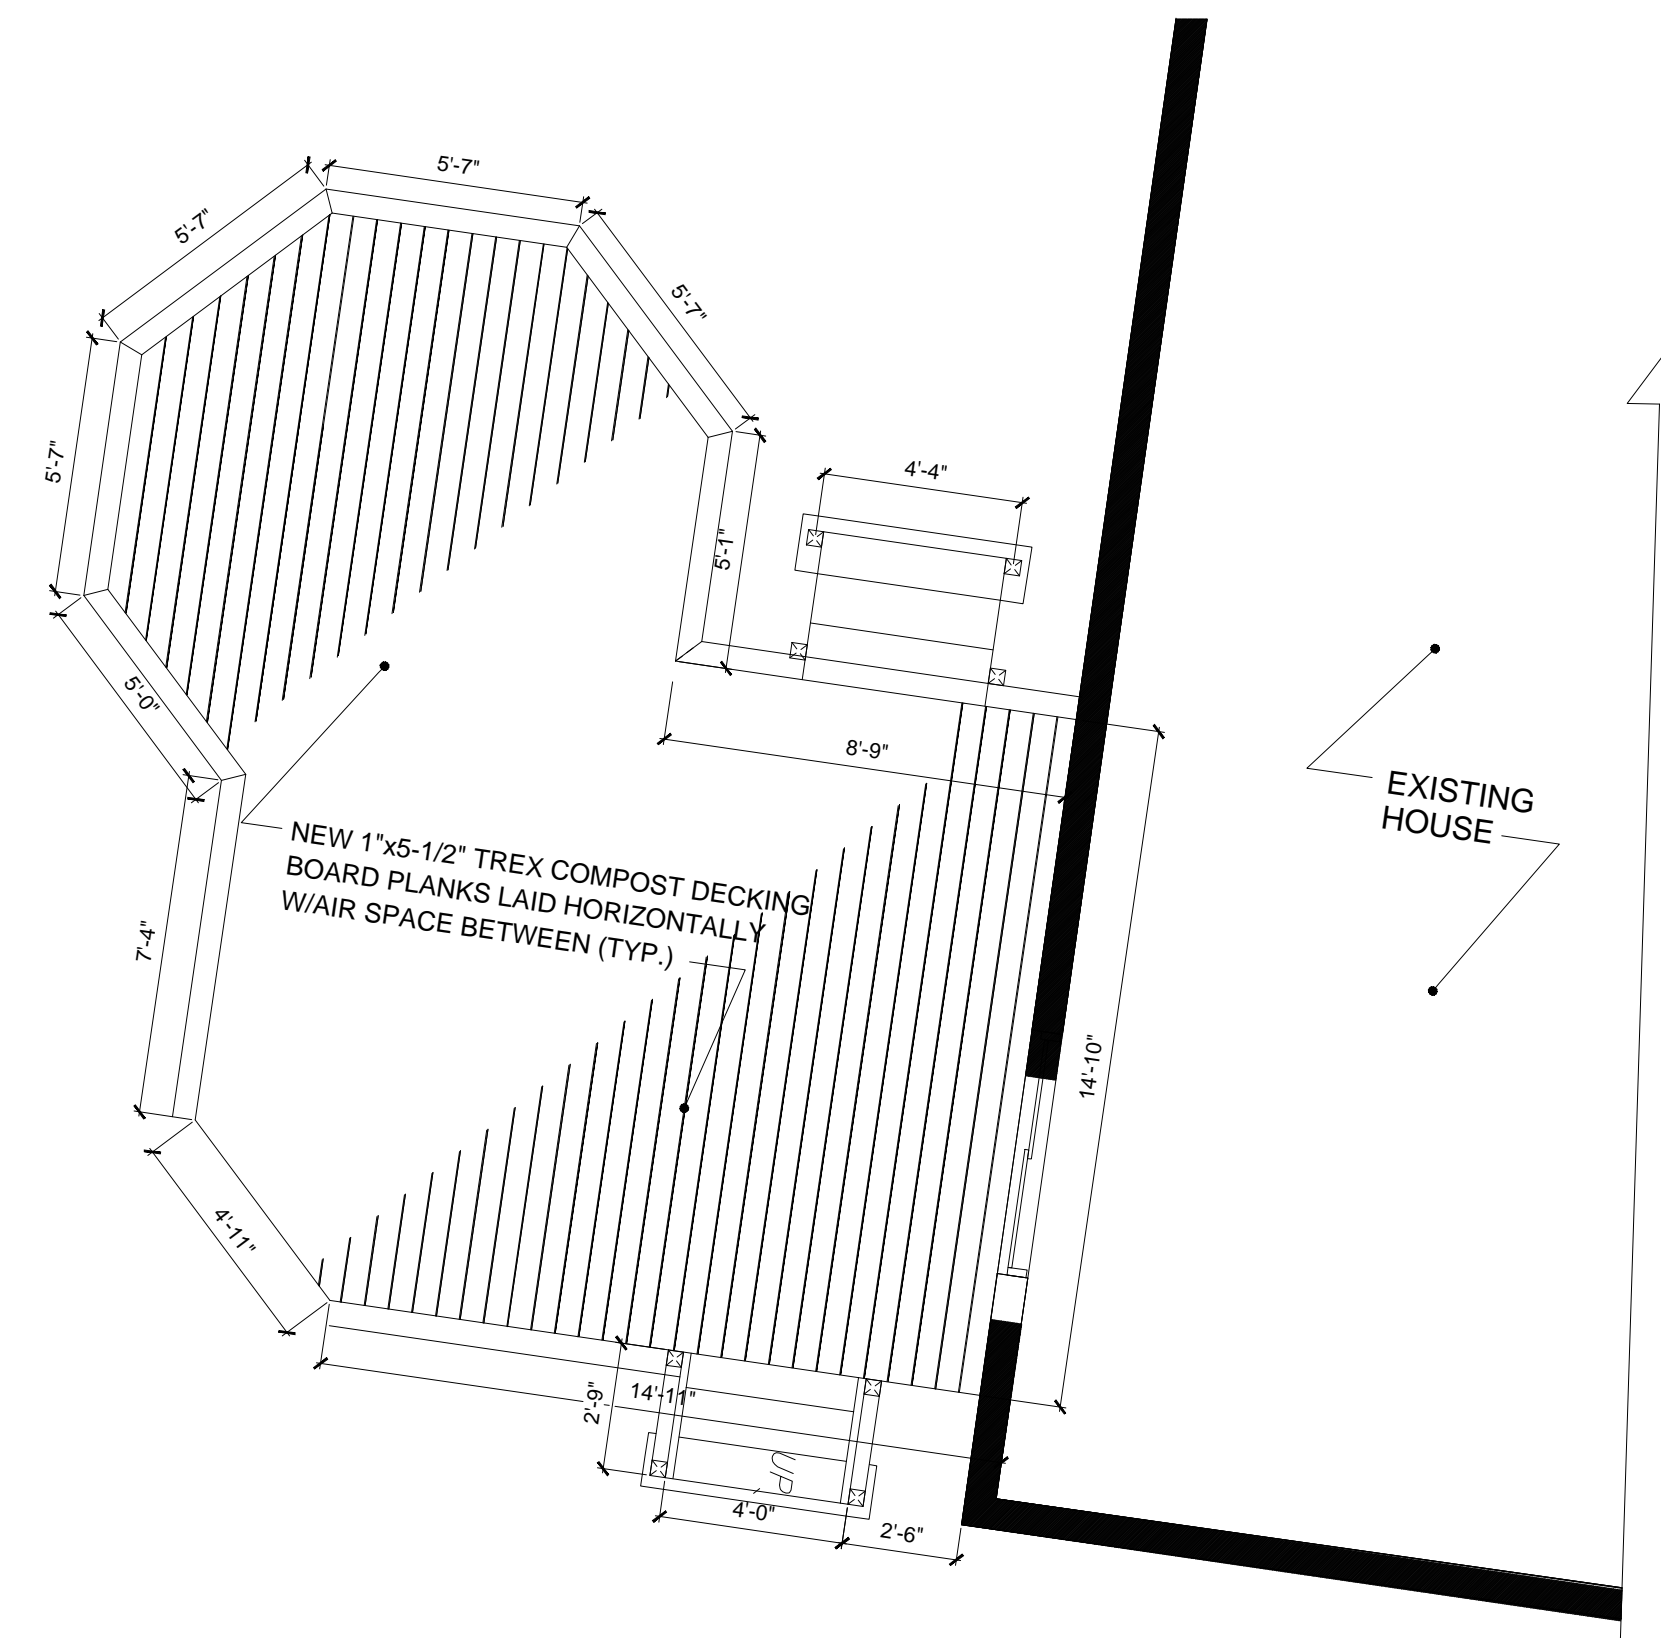 5'-7"
5'-7"
5'-7"
5'-7"
4'-4"
5'-1"
5'-0"
8'-9"
EXISTING
HOUSE
NEW 1"x5-1/2" TREX COMPOST DECKING
BOARD PLANKS LAID HORIZONTALLY
W/AIR SPACE BETWEEN (TYP.)
7'-4"
14'-10"
4'-11"
14'-11"
2'-9"
UP
4'-0"
2'-6"